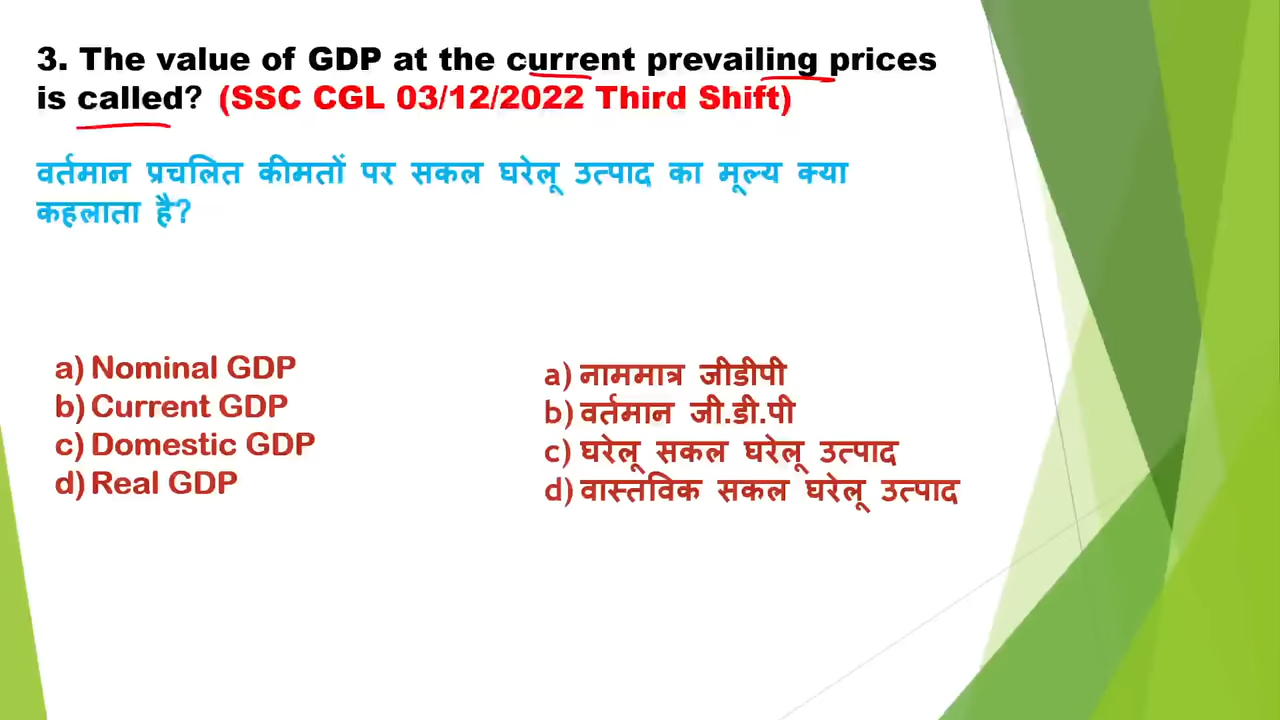 3. The value of GDP at the current prevailing prices
is called? (SSC CGL 03/12/2022 Third Shift)
वर्तमान प्रचलित कीमतों पर सकल घरेलू उत्पाद का मूल्य क्या
कहलाता है?
a) Nominal GDP
b) Current GDP
c) Domestic GDP
d) Real GDP
a) नाममात्र जीडीपी
b) वर्तमान जी.डी.पी
c) घरेलू सकल घरेलू उत्पाद
d) वास्तविक सकल घरेलू उत्पाद